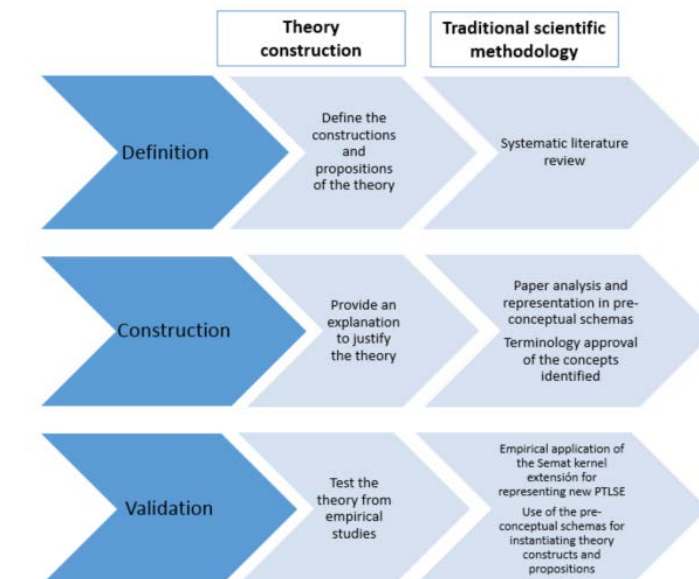 Theory
construction
Traditional scientific
methodology
Definition
Define the
constructions
and
propositions
of the theory
Systematic literature
review
Construction
Provide an
explanation
to justify
the theory
Paper analysis and
representation in pre-
conceptual schemas
Terminology approval
of the concepts
identified
Validation
Test the
theory from
empirical
studies
Empirical application of
the Semat kernel
extensión for
representing new PTLSE
Use of the pre-
conceptual schemas for
instantiating theory
constructs and
propositions